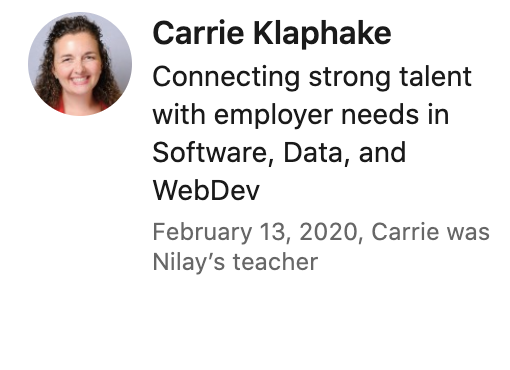 Carrie Klaphake
Connecting strong talent
with employer needs in
Software, Data, and
WebDev
February 13, 2020, Carrie was
Nilay’s teacher